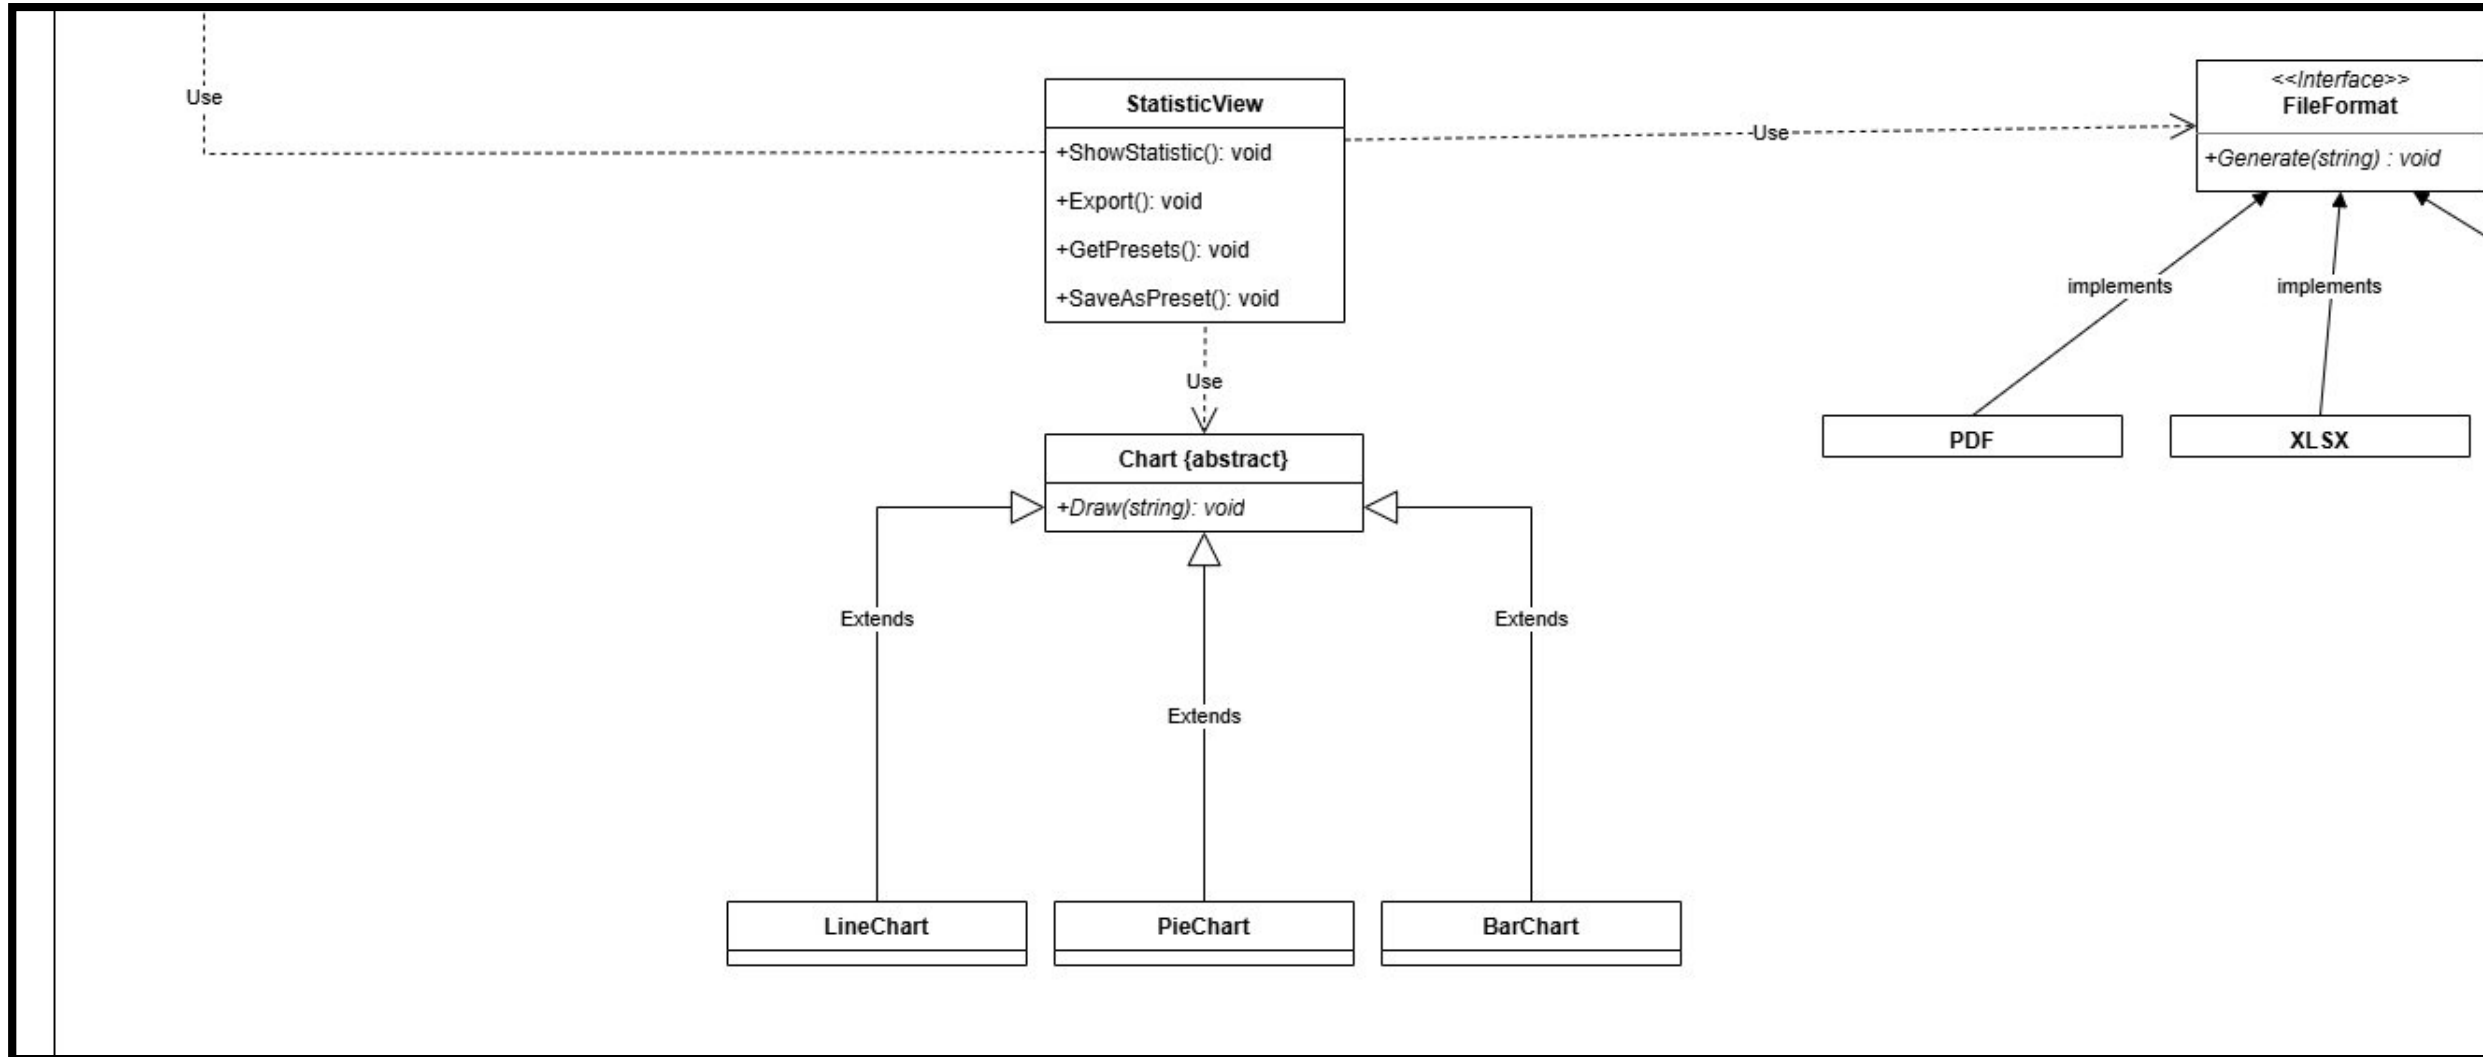 Use
StatisticView
+ShowStatistic(): void
+Export(): void
+GetPresets(): void
+SaveAsPreset(): void
Use
<<Interface>>
FileFormat
+Generate(string) : void
implements
implements
PDF
XLSX
Use
Chart {abstract}
+Draw(string): void
Extends
Extends
Extends
LineChart
PieChart
BarChart